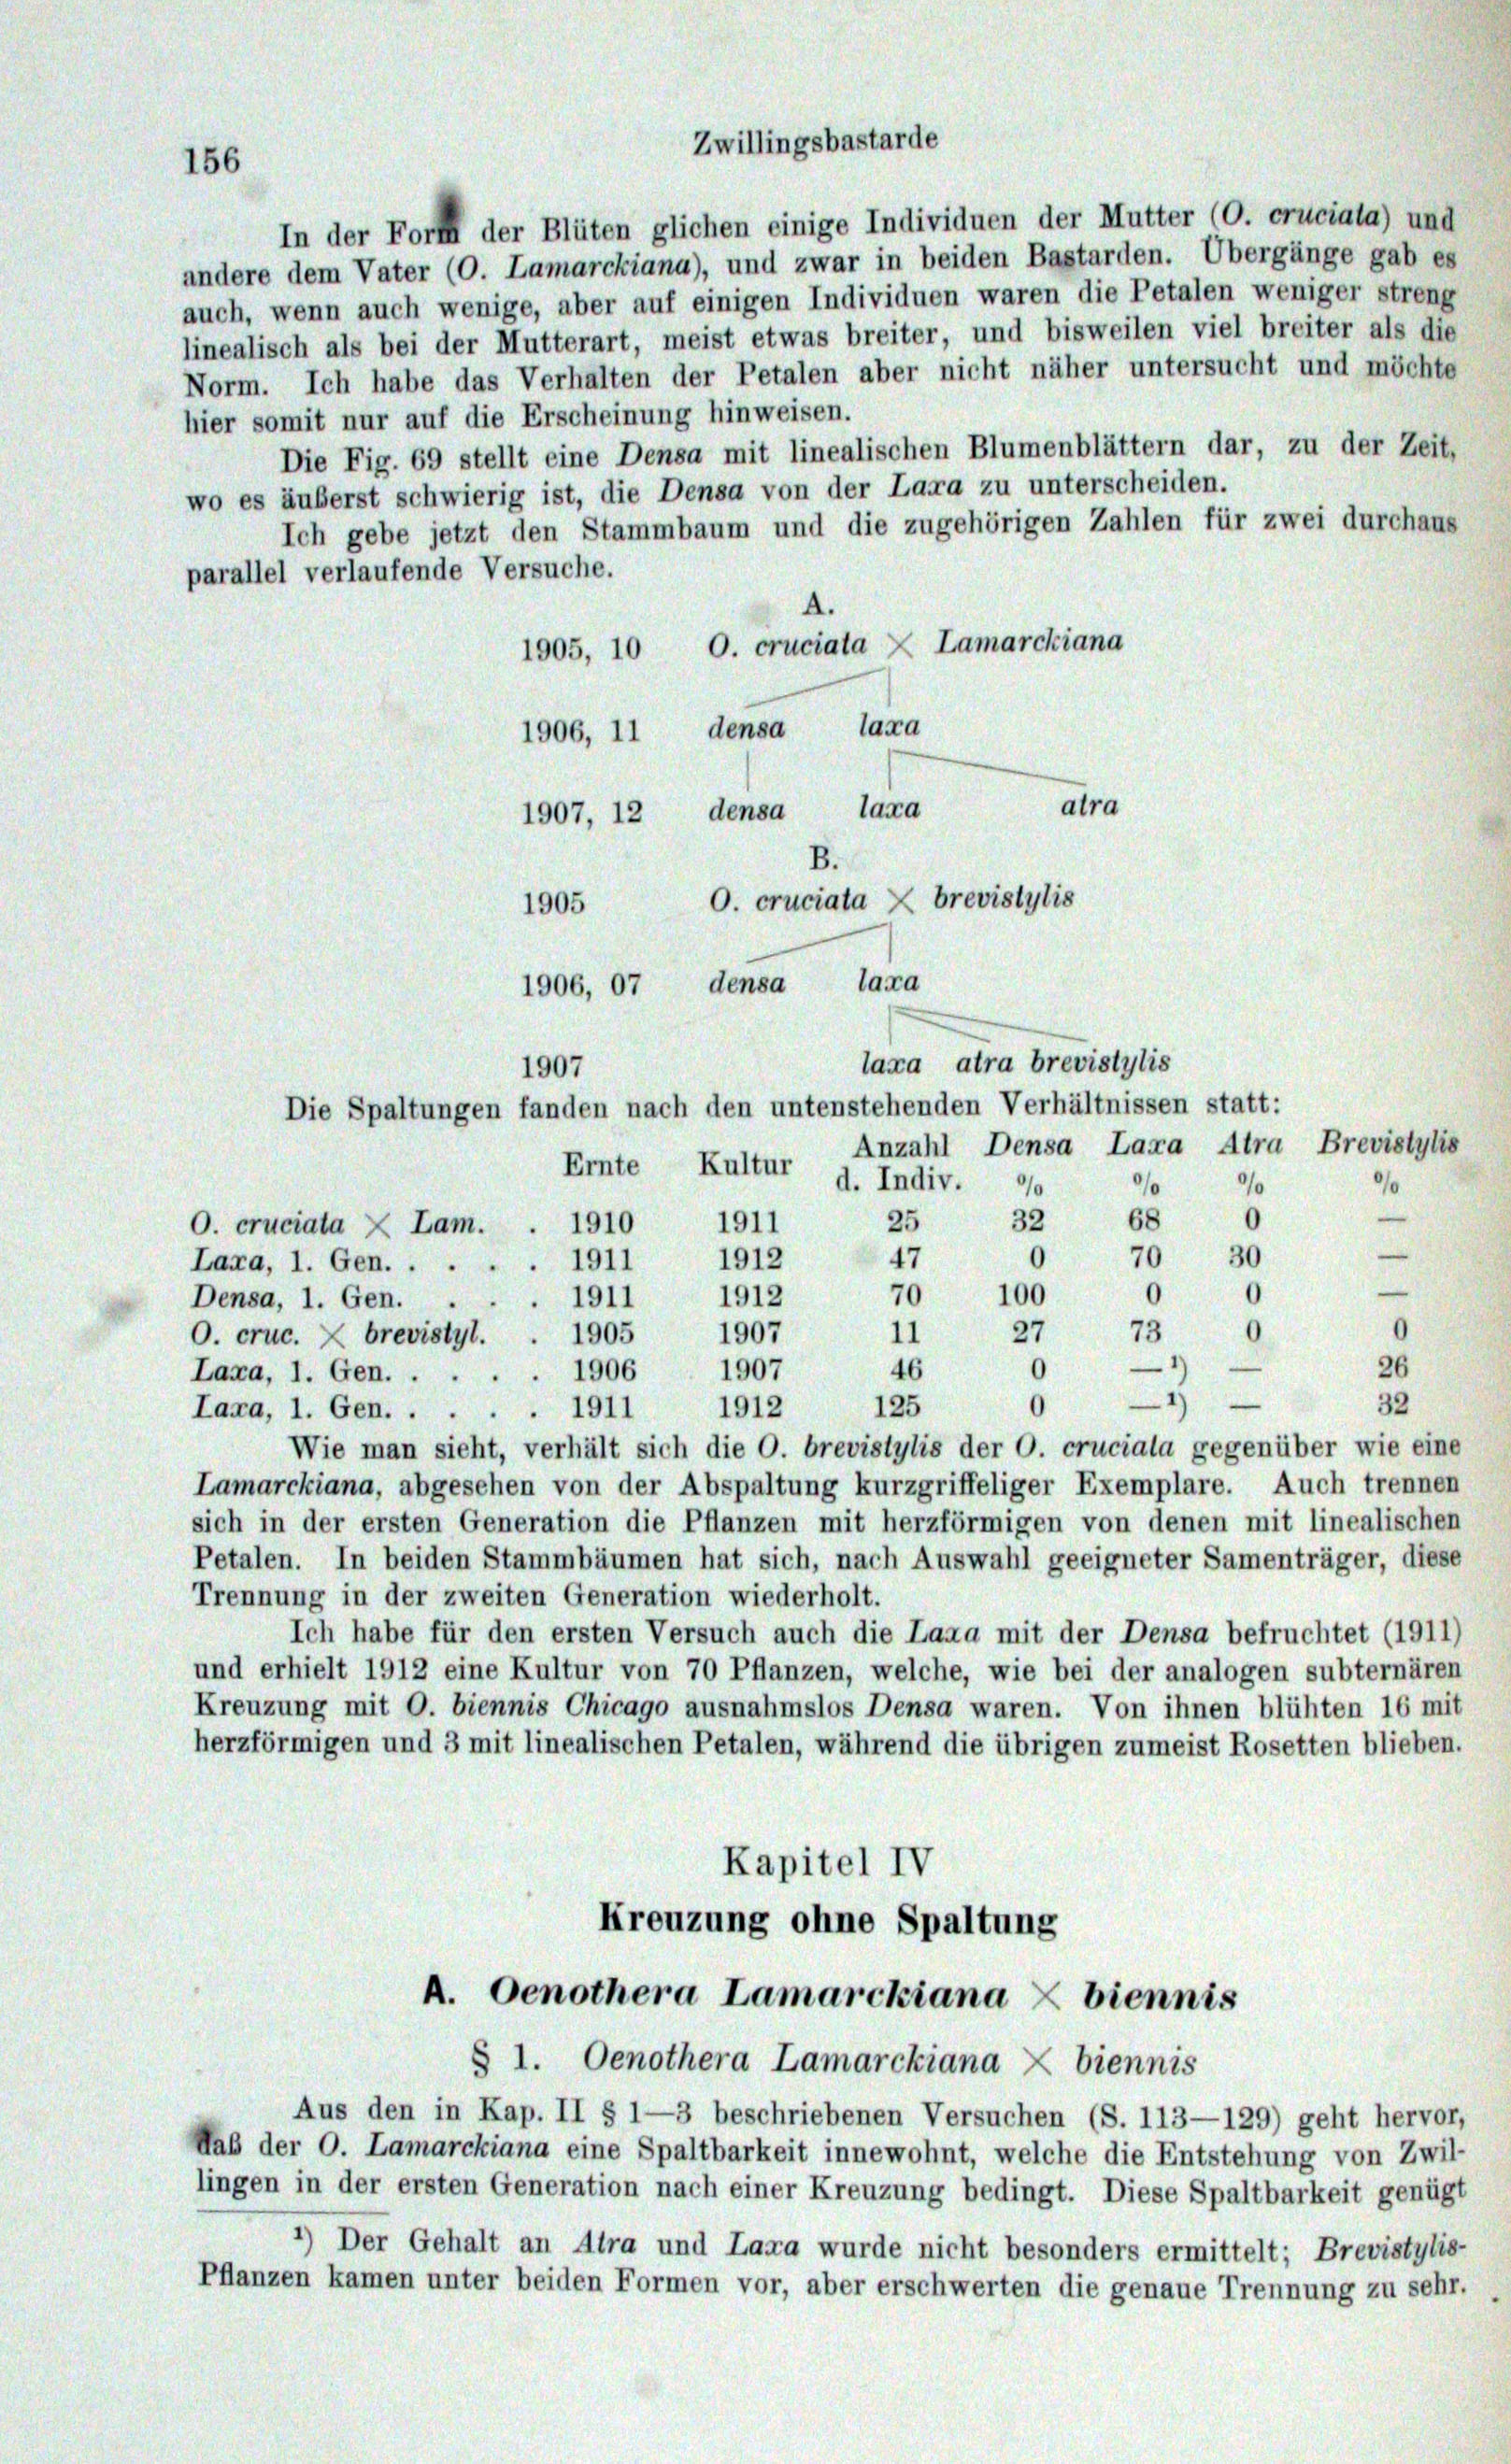 156
Zwillingsbastarde
In der Form der Blüten glichen einige Individuen der Mutter (O. cruciata) und
andere dem Vater (O. Lamarckiana), und zwar in beiden Bastarden. Übergänge gab es
auch, wenn auch wenige, aber auf einigen Individuen waren die Petalen weniger streng
linealisch als bei der Mutterart, meist etwas breiter, und bisweilen viel breiter als die
Norm. Ich habe das Verhalten der Petalen aber nicht näher untersucht und möchte
hier somit nur auf die Erscheinung hinweisen.
Die Fig. 69 stellt eine Densa mit linealischen Blumenblättern dar, zu der Zeit,
wo es äußerst schwierig ist, die Densa von der Laxa zu unterscheiden.
Ich gebe jetzt den Stammbaum und die zugehörigen Zahlen für zwei durchaus
parallel verlaufende Versuche.
A.
1905, 10 O. cruciata × Lamarckiana
1906, 11 densa laxa
1907, 12 densa laxa atra
B.
1905 O. cruciata × brevistylis
1906, 07 densa laxa
1907 laxa atra brevistylis
Die Spaltungen fanden nach den untenstehenden Verhältnissen statt:
Ernte Kultur Anzahl d. Indiv. Densa % Laxa % Atra % Brevistylis %
O. cruciata × Lam. . 1910 1911 25 32 68 0 —
Laxa, 1. Gen. . . . . . 1911 1912 47 0 70 30 —
Densa, 1. Gen. . . . . 1911 1912 70 100 0 0 —
O. cruc. × brevistyl. . 1905 1907 11 27 73 0 0
Laxa, 1. Gen. . . . . . 1906 1907 46 0 —¹) — 26
Laxa, 1. Gen. . . . . . 1911 1912 125 0 —¹) — 32
Wie man sieht, verhält sich die O. brevistylis der O. cruciata gegenüber wie eine
Lamarckiana, abgesehen von der Abspaltung kurzgriffeliger Exemplare. Auch trennen
sich in der ersten Generation die Pflanzen mit herzförmigen von denen mit linealischen
Petalen. In beiden Stammbäumen hat sich, nach Auswahl geeigneter Samenträger, diese
Trennung in der zweiten Generation wiederholt.
Ich habe für den ersten Versuch auch die Laxa mit der Densa befruchtet (1911)
und erhielt 1912 eine Kultur von 70 Pflanzen, welche, wie bei der analogen subternären
Kreuzung mit O. biennis Chicago ausnahmslos Densa waren. Von ihnen blühten 16 mit
herzförmigen und 3 mit linealischen Petalen, während die übrigen zumeist Rosetten blieben.
Kapitel IV
Kreuzung ohne Spaltung
A. Oenothera Lamarckiana × biennis
§ 1. Oenothera Lamarckiana × biennis
Aus den in Kap. II § 1—3 beschriebenen Versuchen (S. 113—129) geht hervor,
daß der O. Lamarckiana eine Spaltbarkeit innewohnt, welche die Entstehung von Zwil-
lingen in der ersten Generation nach einer Kreuzung bedingt. Diese Spaltbarkeit genügt
¹) Der Gehalt an Atra und Laxa wurde nicht besonders ermittelt; Brevistylis-
Pflanzen kamen unter beiden Formen vor, aber erschwerten die genaue Trennung zu sehr.